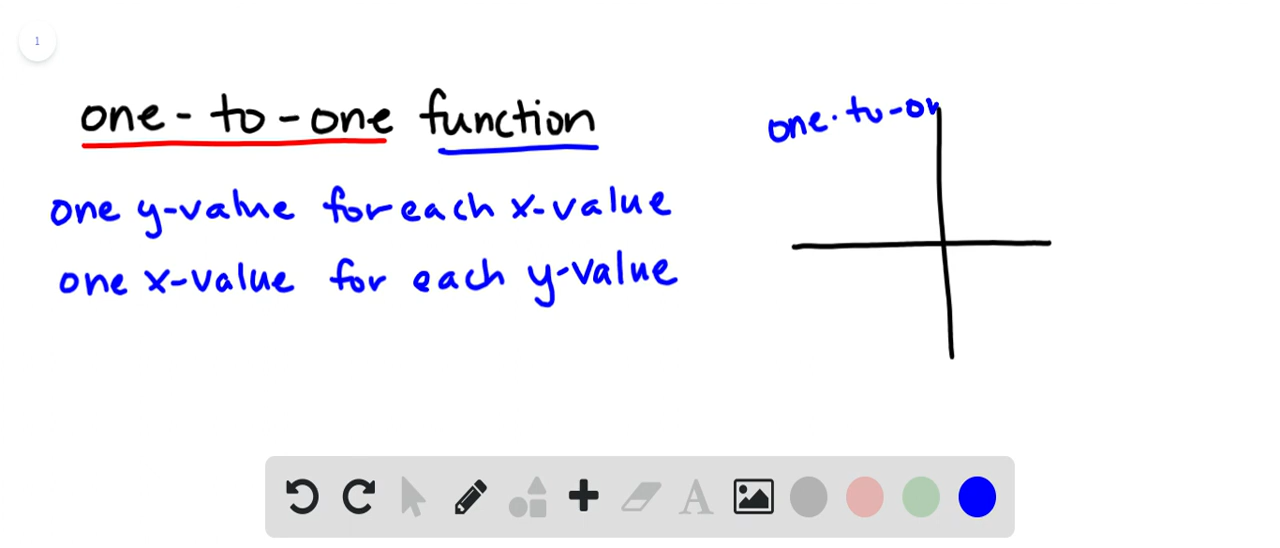 1
one-to-one function
one y-value for each x-value
one x-value for each y-value
one-to-on
A